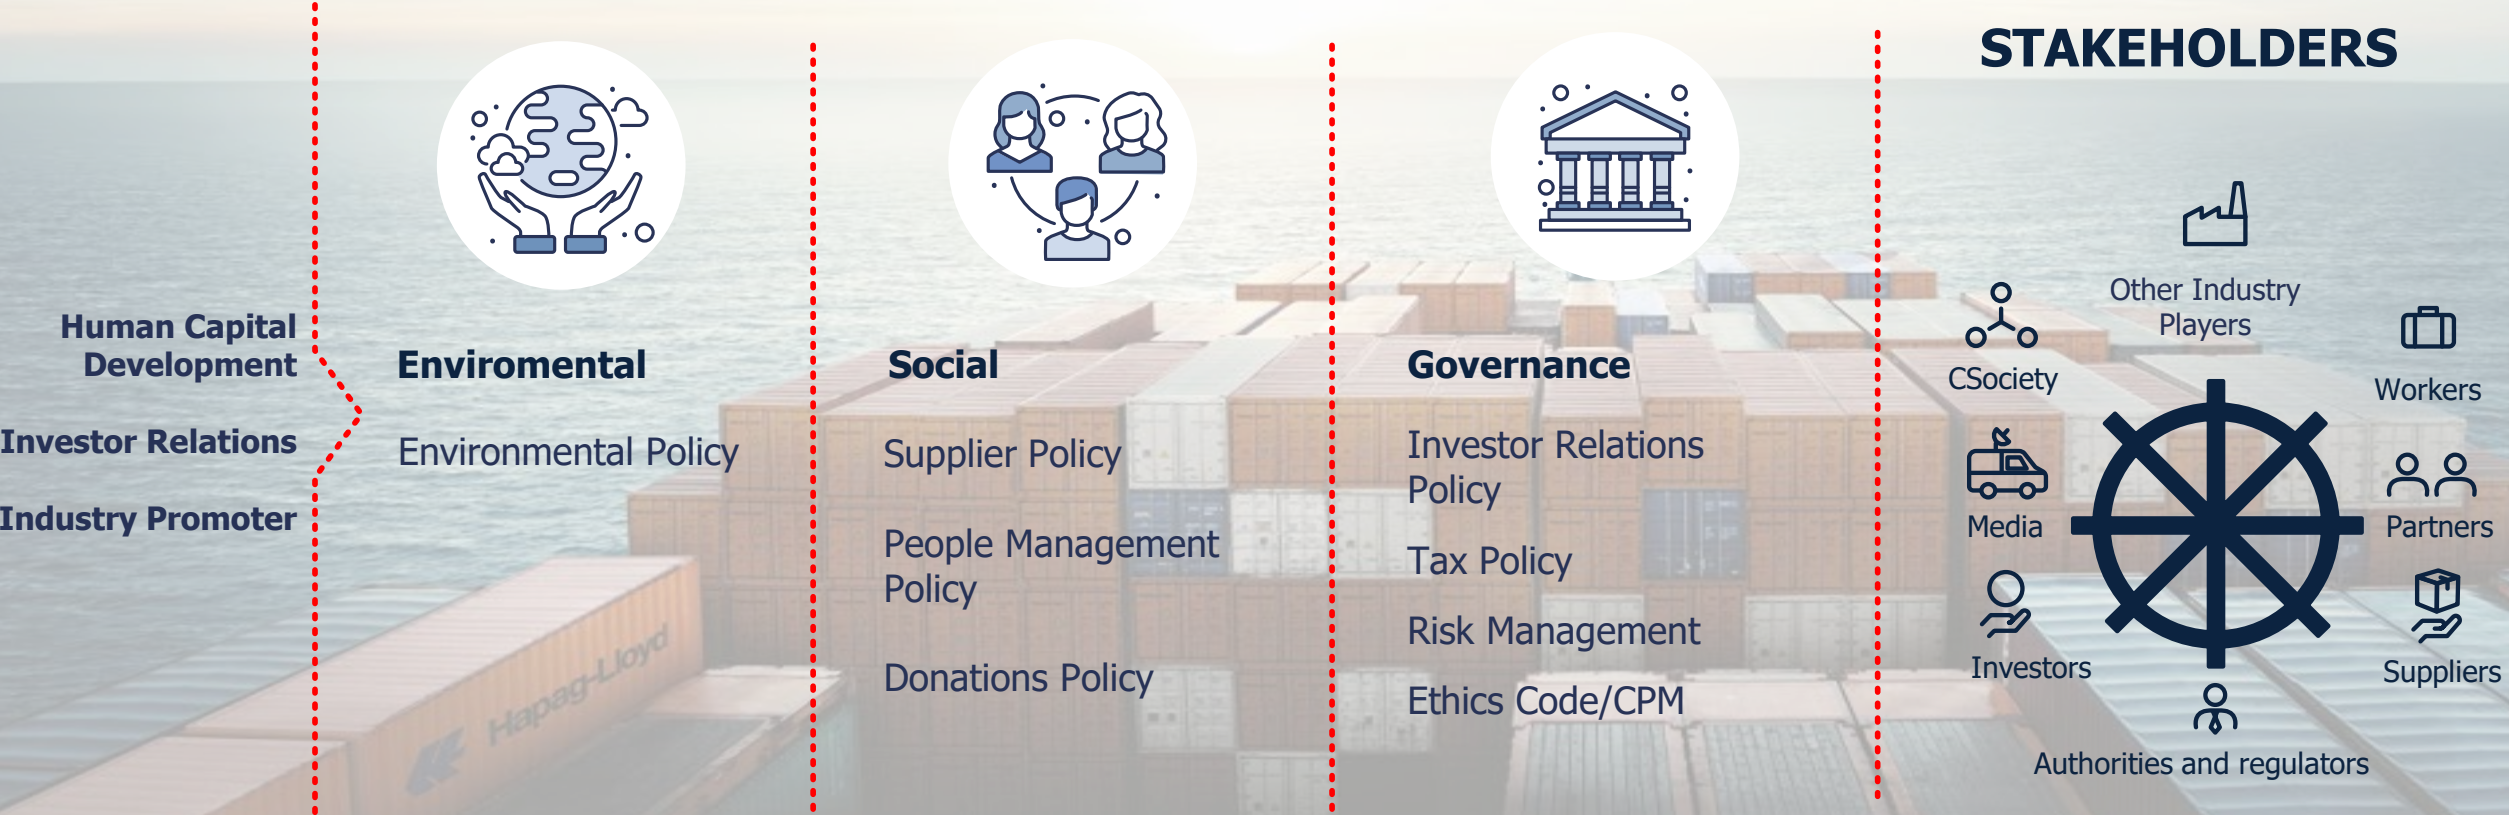 Human Capital
Development
Investor Relations
Industry Promoter
Enviromental
Environmental Policy
Social
Supplier Policy
People Management
Policy
Donations Policy
Governance
Investor Relations
Policy
Tax Policy
Risk Management
Ethics Code/CPM
STAKEHOLDERS
Other Industry
Players
CSociety
Workers
Media
Partners
Investors
Suppliers
Authorities and regulators
Hapag-Lloyd